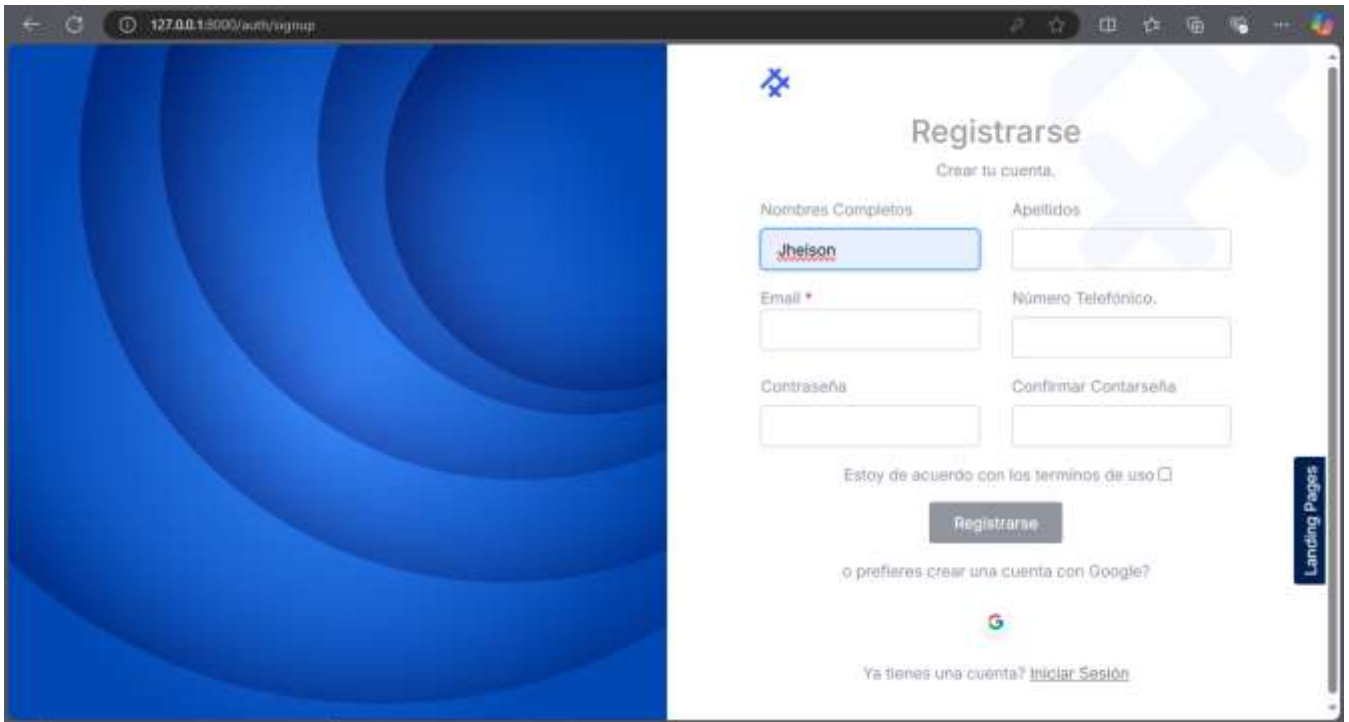 127.0.0.1:8000/auth/signup
Registrarse
Crear tu cuenta.
Nombres Completos
Apellidos
Jheison
Email *
Número Telefónico.
Contraseña
Confirmar Contarseña
Estoy de acuerdo con los terminos de uso
Registrarse
o prefieres crear una cuenta con Google?
G
Ya tienes una cuenta? Iniciar Sesión
Landing Pages